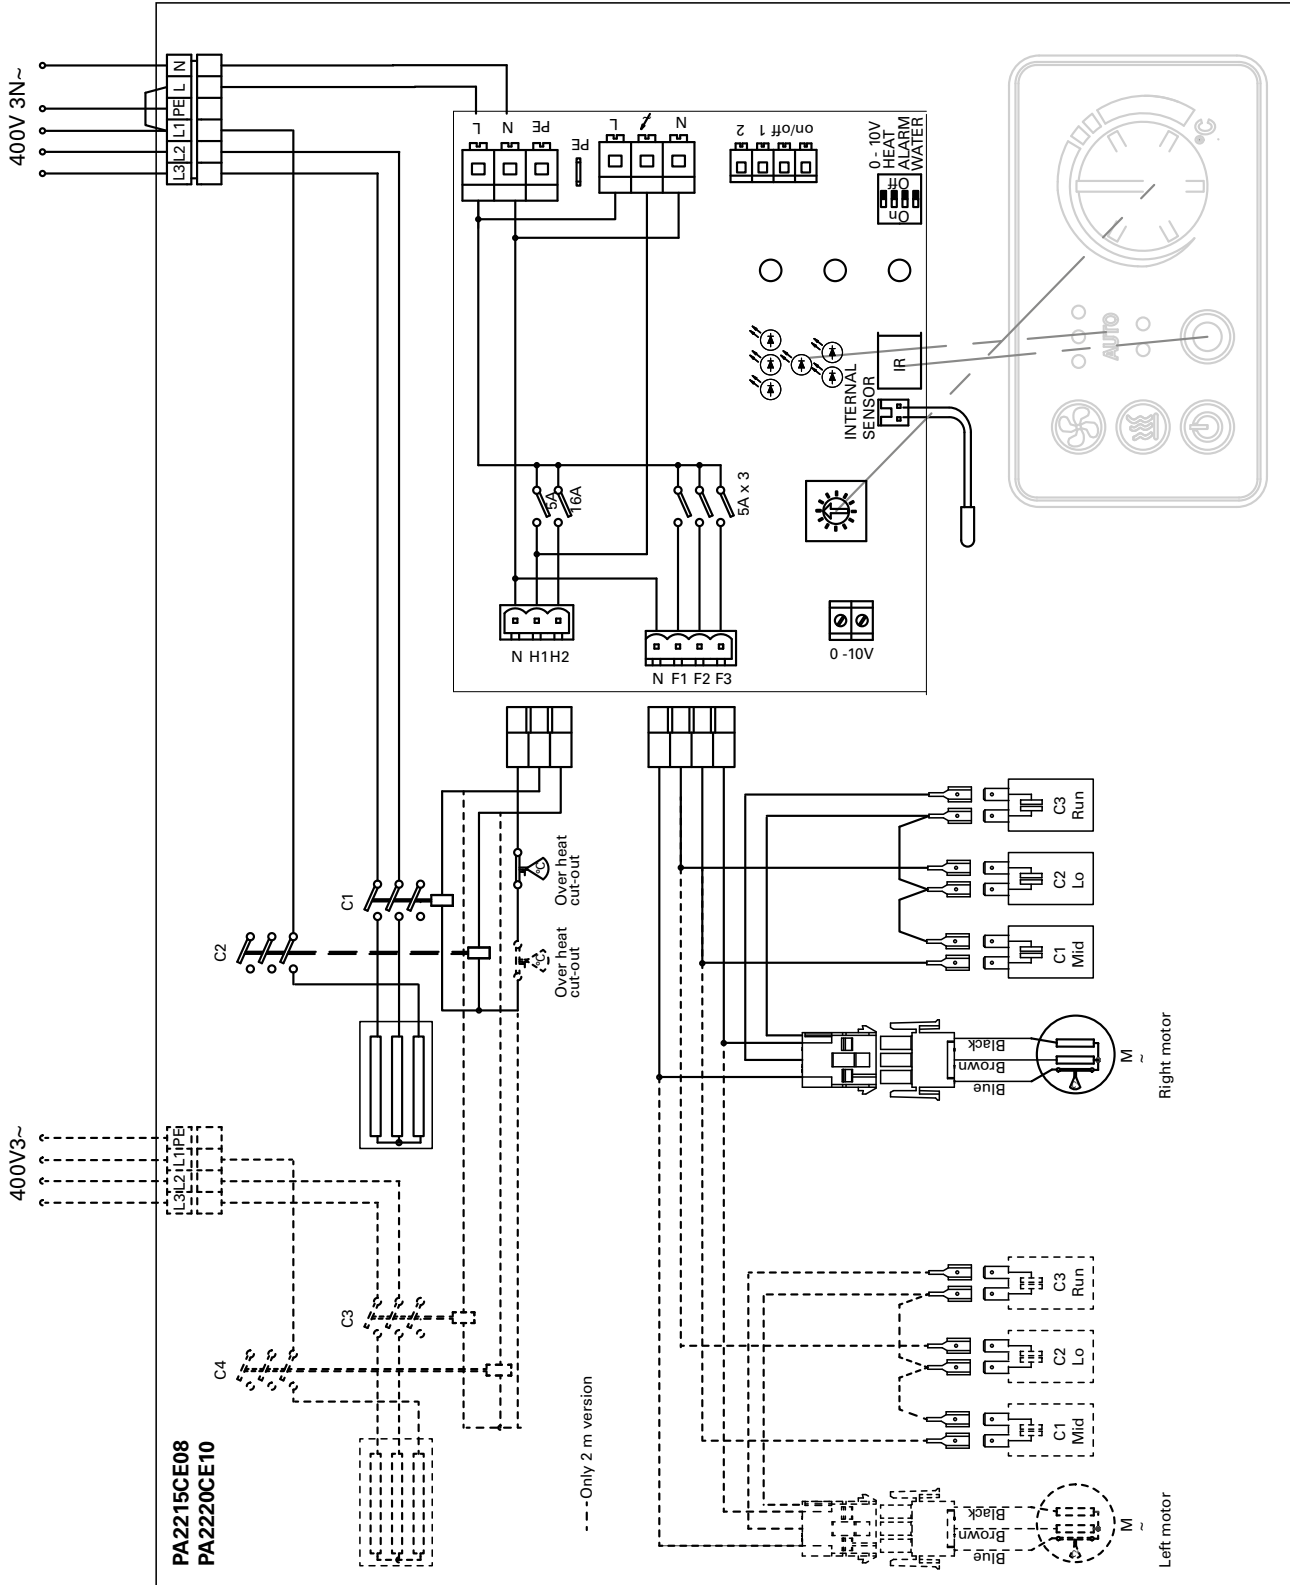 400V 3N~
N
L
PE
L1
L2
L3
L
N
PE
PE
L
N
2
1
on/off
0 - 10V
HEAT
ALARM
WATER
Off
On
°C
AUTO
IR
INTERNAL
SENSOR
5A
16A
5A x 3
N H1 H2
N F1 F2 F3
0 -10V
C1
C2
°C
Over heat
cut-out
°C
Over heat
cut-out
C3
Run
C2
Lo
C1
Mid
Black
Brown
Blue
M
~
Right motor
400V3~
PE
L1
L2
L3
C3
C4
PA2215CE08
PA2220CE10
---- Only 2 m version
C3
Run
C2
Lo
C1
Mid
Black
Brown
Blue
M
~
Left motor